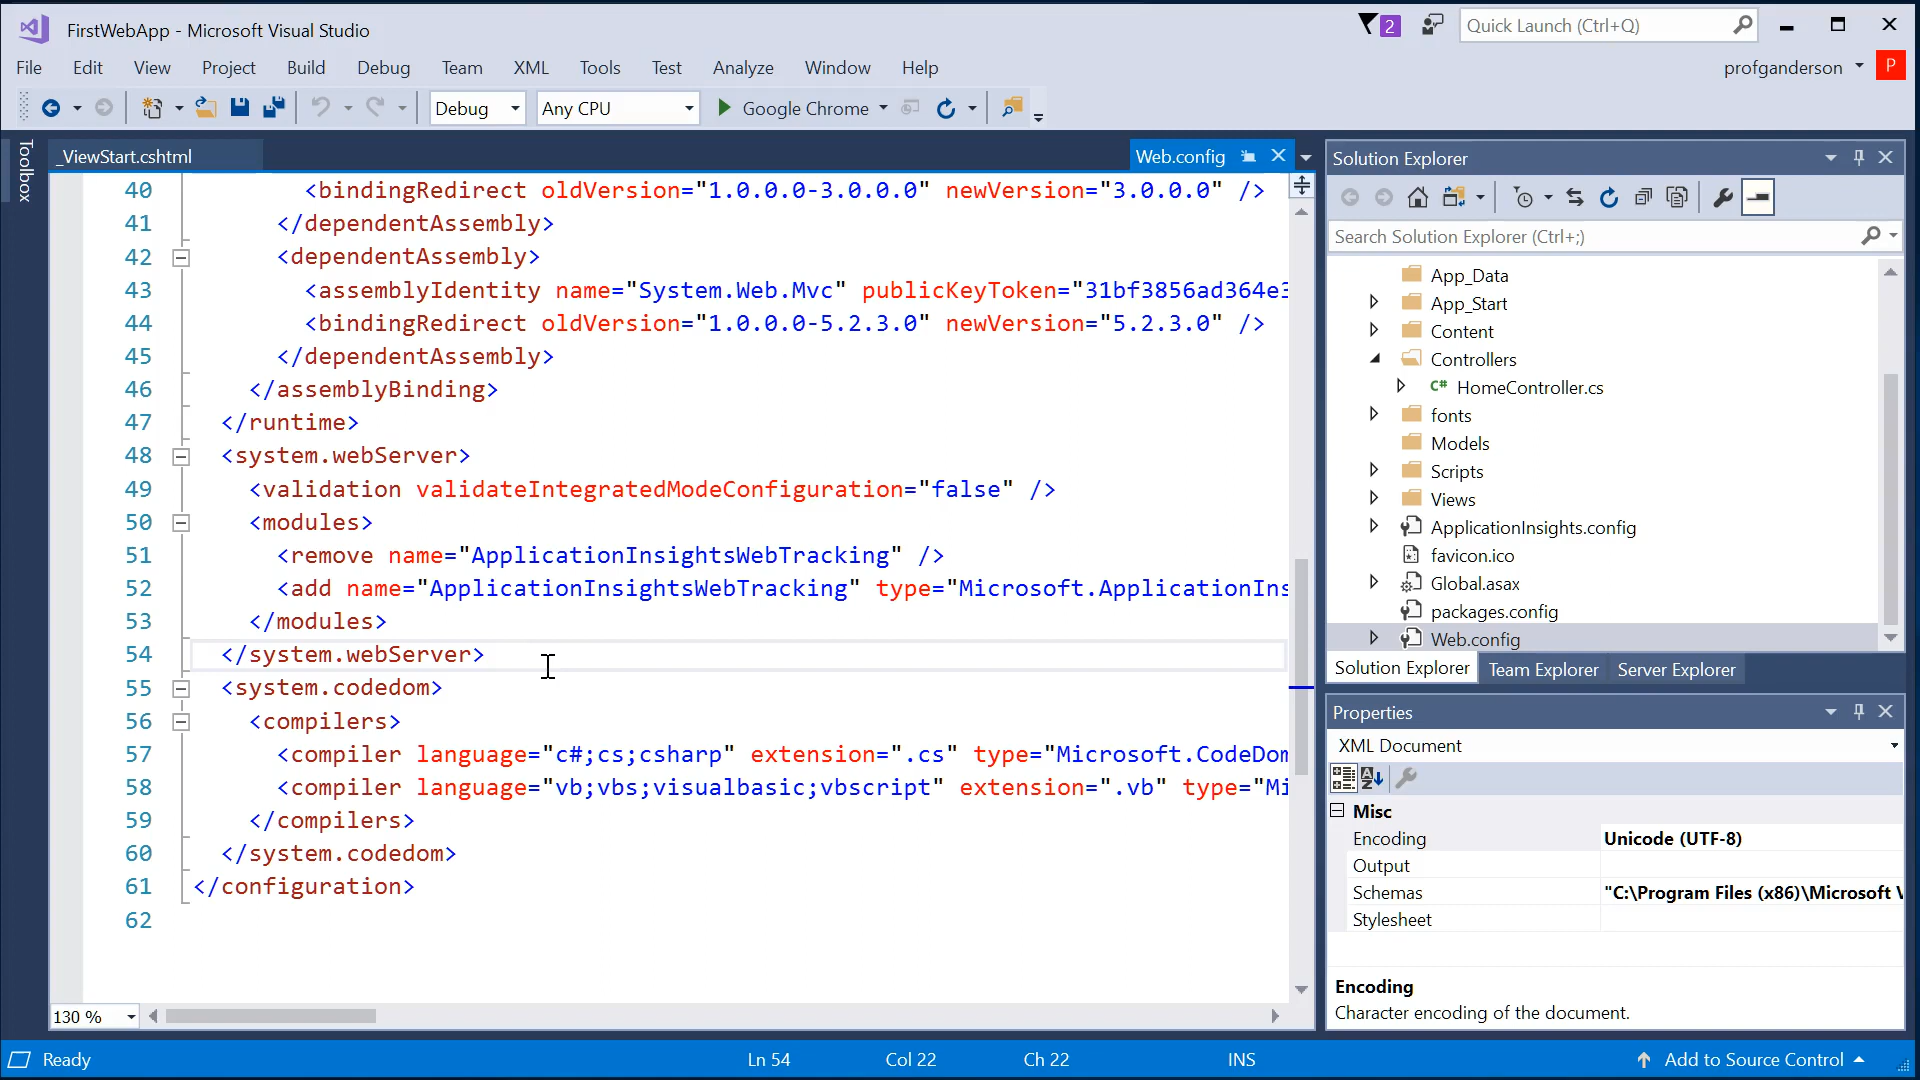 FirstWebApp - Microsoft Visual Studio
2
Quick Launch (Ctrl+Q)
File Edit View Project Build Debug Team XML Tools Test Analyze Window Help
profganderson P
Debug Any CPU Google Chrome
Toolbox
_ViewStart.cshtml
Web.config
40 <bindingRedirect oldVersion="1.0.0.0-3.0.0.0" newVersion="3.0.0.0" />
41 </dependentAssembly>
42 <dependentAssembly>
43 <assemblyIdentity name="System.Web.Mvc" publicKeyToken="31bf3856ad364e3
44 <bindingRedirect oldVersion="1.0.0.0-5.2.3.0" newVersion="5.2.3.0" />
45 </dependentAssembly>
46 </assemblyBinding>
47 </runtime>
48 <system.webServer>
49 <validation validateIntegratedModeConfiguration="false" />
50 <modules>
51 <remove name="ApplicationInsightsWebTracking" />
52 <add name="ApplicationInsightsWebTracking" type="Microsoft.ApplicationIns
53 </modules>
54 </system.webServer>
55 <system.codedom>
56 <compilers>
57 <compiler language="c#;cs;csharp" extension=".cs" type="Microsoft.CodeDom
58 <compiler language="vb;vbs;visualbasic;vbscript" extension=".vb" type="Mi
59 </compilers>
60 </system.codedom>
61 </configuration>
62
130 %
Solution Explorer
Search Solution Explorer (Ctrl+;)
App_Data
App_Start
Content
Controllers
C# HomeController.cs
fonts
Models
Scripts
Views
ApplicationInsights.config
favicon.ico
Global.asax
packages.config
Web.config
Solution Explorer Team Explorer Server Explorer
Properties
XML Document
Misc
Encoding Unicode (UTF-8)
Output
Schemas "C:\Program Files (x86)\Microsoft V
Stylesheet
Encoding
Character encoding of the document.
Ready Ln 54 Col 22 Ch 22 INS Add to Source Control